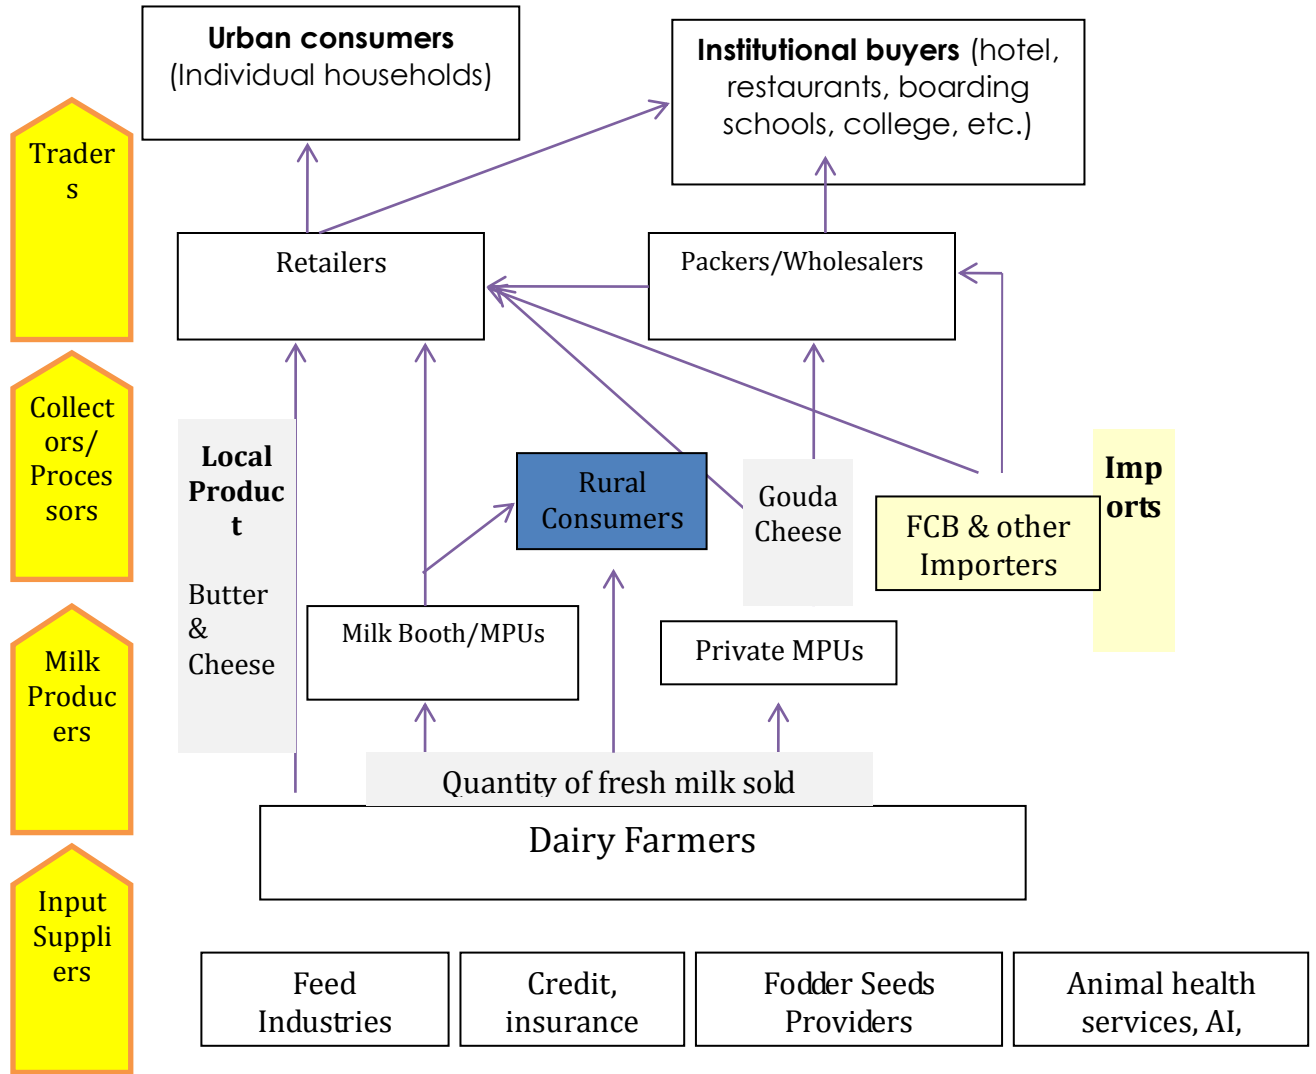 Urban consumers
(Individual households)
Institutional buyers (hotel,
restaurants, boarding
schools, college, etc.)
Trader
s
Retailers
Packers/Wholesalers
Collect
ors/
Proces
sors
Local
Produc
t
Butter
&
Cheese
Rural
Consumers
Gouda
Cheese
FCB & other
Importers
Imp
orts
Milk Booth/MPUs
Private MPUs
Milk
Produc
ers
Quantity of fresh milk sold
Dairy Farmers
Input
Suppli
ers
Feed
Industries
Credit,
insurance
Fodder Seeds
Providers
Animal health
services, AI,